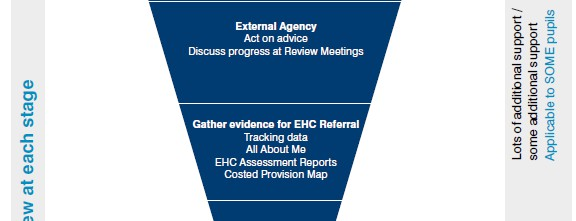 External Agency
Act on advice
Discuss progress at Review Meetings
Gather evidence for EHC Referral
Tracking data
All About Me
EHC Assessment Reports
Costed Provision Map
at each stage
Lots of additional support /
some additional support
Applicable to SOME pupils